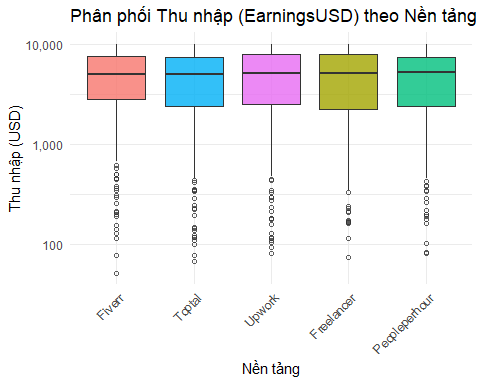 Phân phối Thu nhập (EarningsUSD) theo Nền tảng
Thu nhập (USD)
10,000
1,000
100
Fiverr
Toptal
Upwork
Freelancer
Peopleperhour
Nền tảng